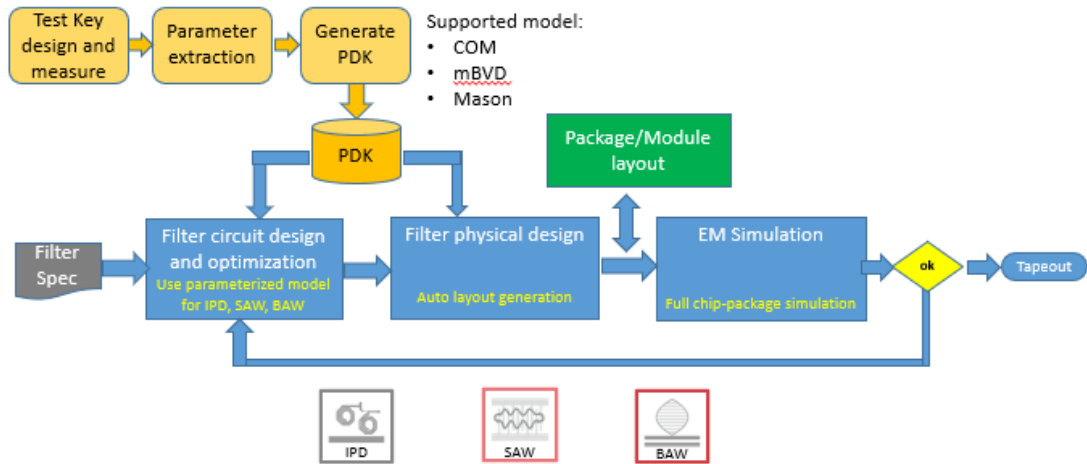 Test Key
design and
measure
Parameter
extraction
Generate
PDK
Supported model:
• COM
• mBVD
• Mason
PDK
Package/Module
layout
Filter
Spec
Filter circuit design
and optimization
Use parameterized model
for IPD, SAW, BAW
Filter physical design
Auto layout generation
EM Simulation
Full chip-package simulation
ok
Tapeout
IPD
SAW
BAW